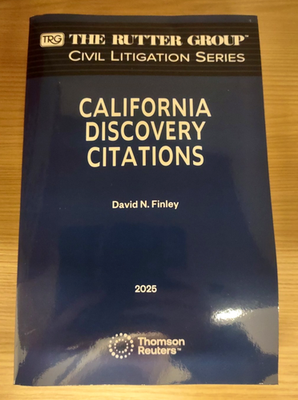 TRG THE RUTTER GROUP™
CIVIL LITIGATION SERIES
CALIFORNIA
DISCOVERY
CITATIONS
David N. Finley
2025
Thomson
Reuters™